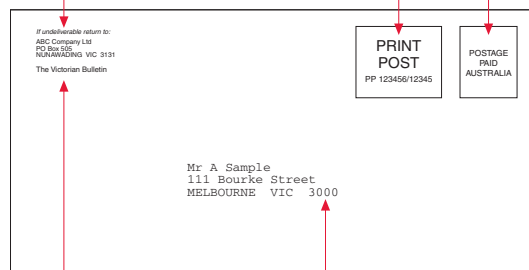 If undeliverable return to:
ABC Company Ltd
PO Box 505
NUNAWADING VIC 3131
The Victorian Bulletin
PRINT
POST
PP 123456/12345
POSTAGE
PAID
AUSTRALIA
Mr A Sample
111 Bourke Street
MELBOURNE VIC 3000